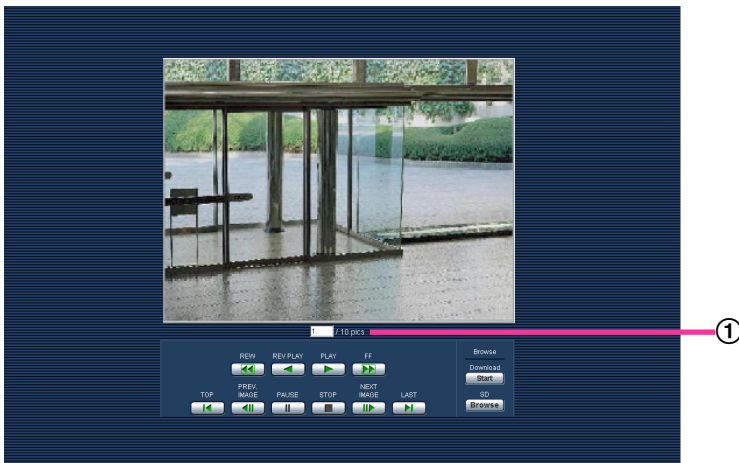 1 / 10 pics
①
REW REV PLAY PLAY FF
TOP PREV. IMAGE PAUSE STOP NEXT IMAGE LAST
Browse
Download
Start
SD
Browse